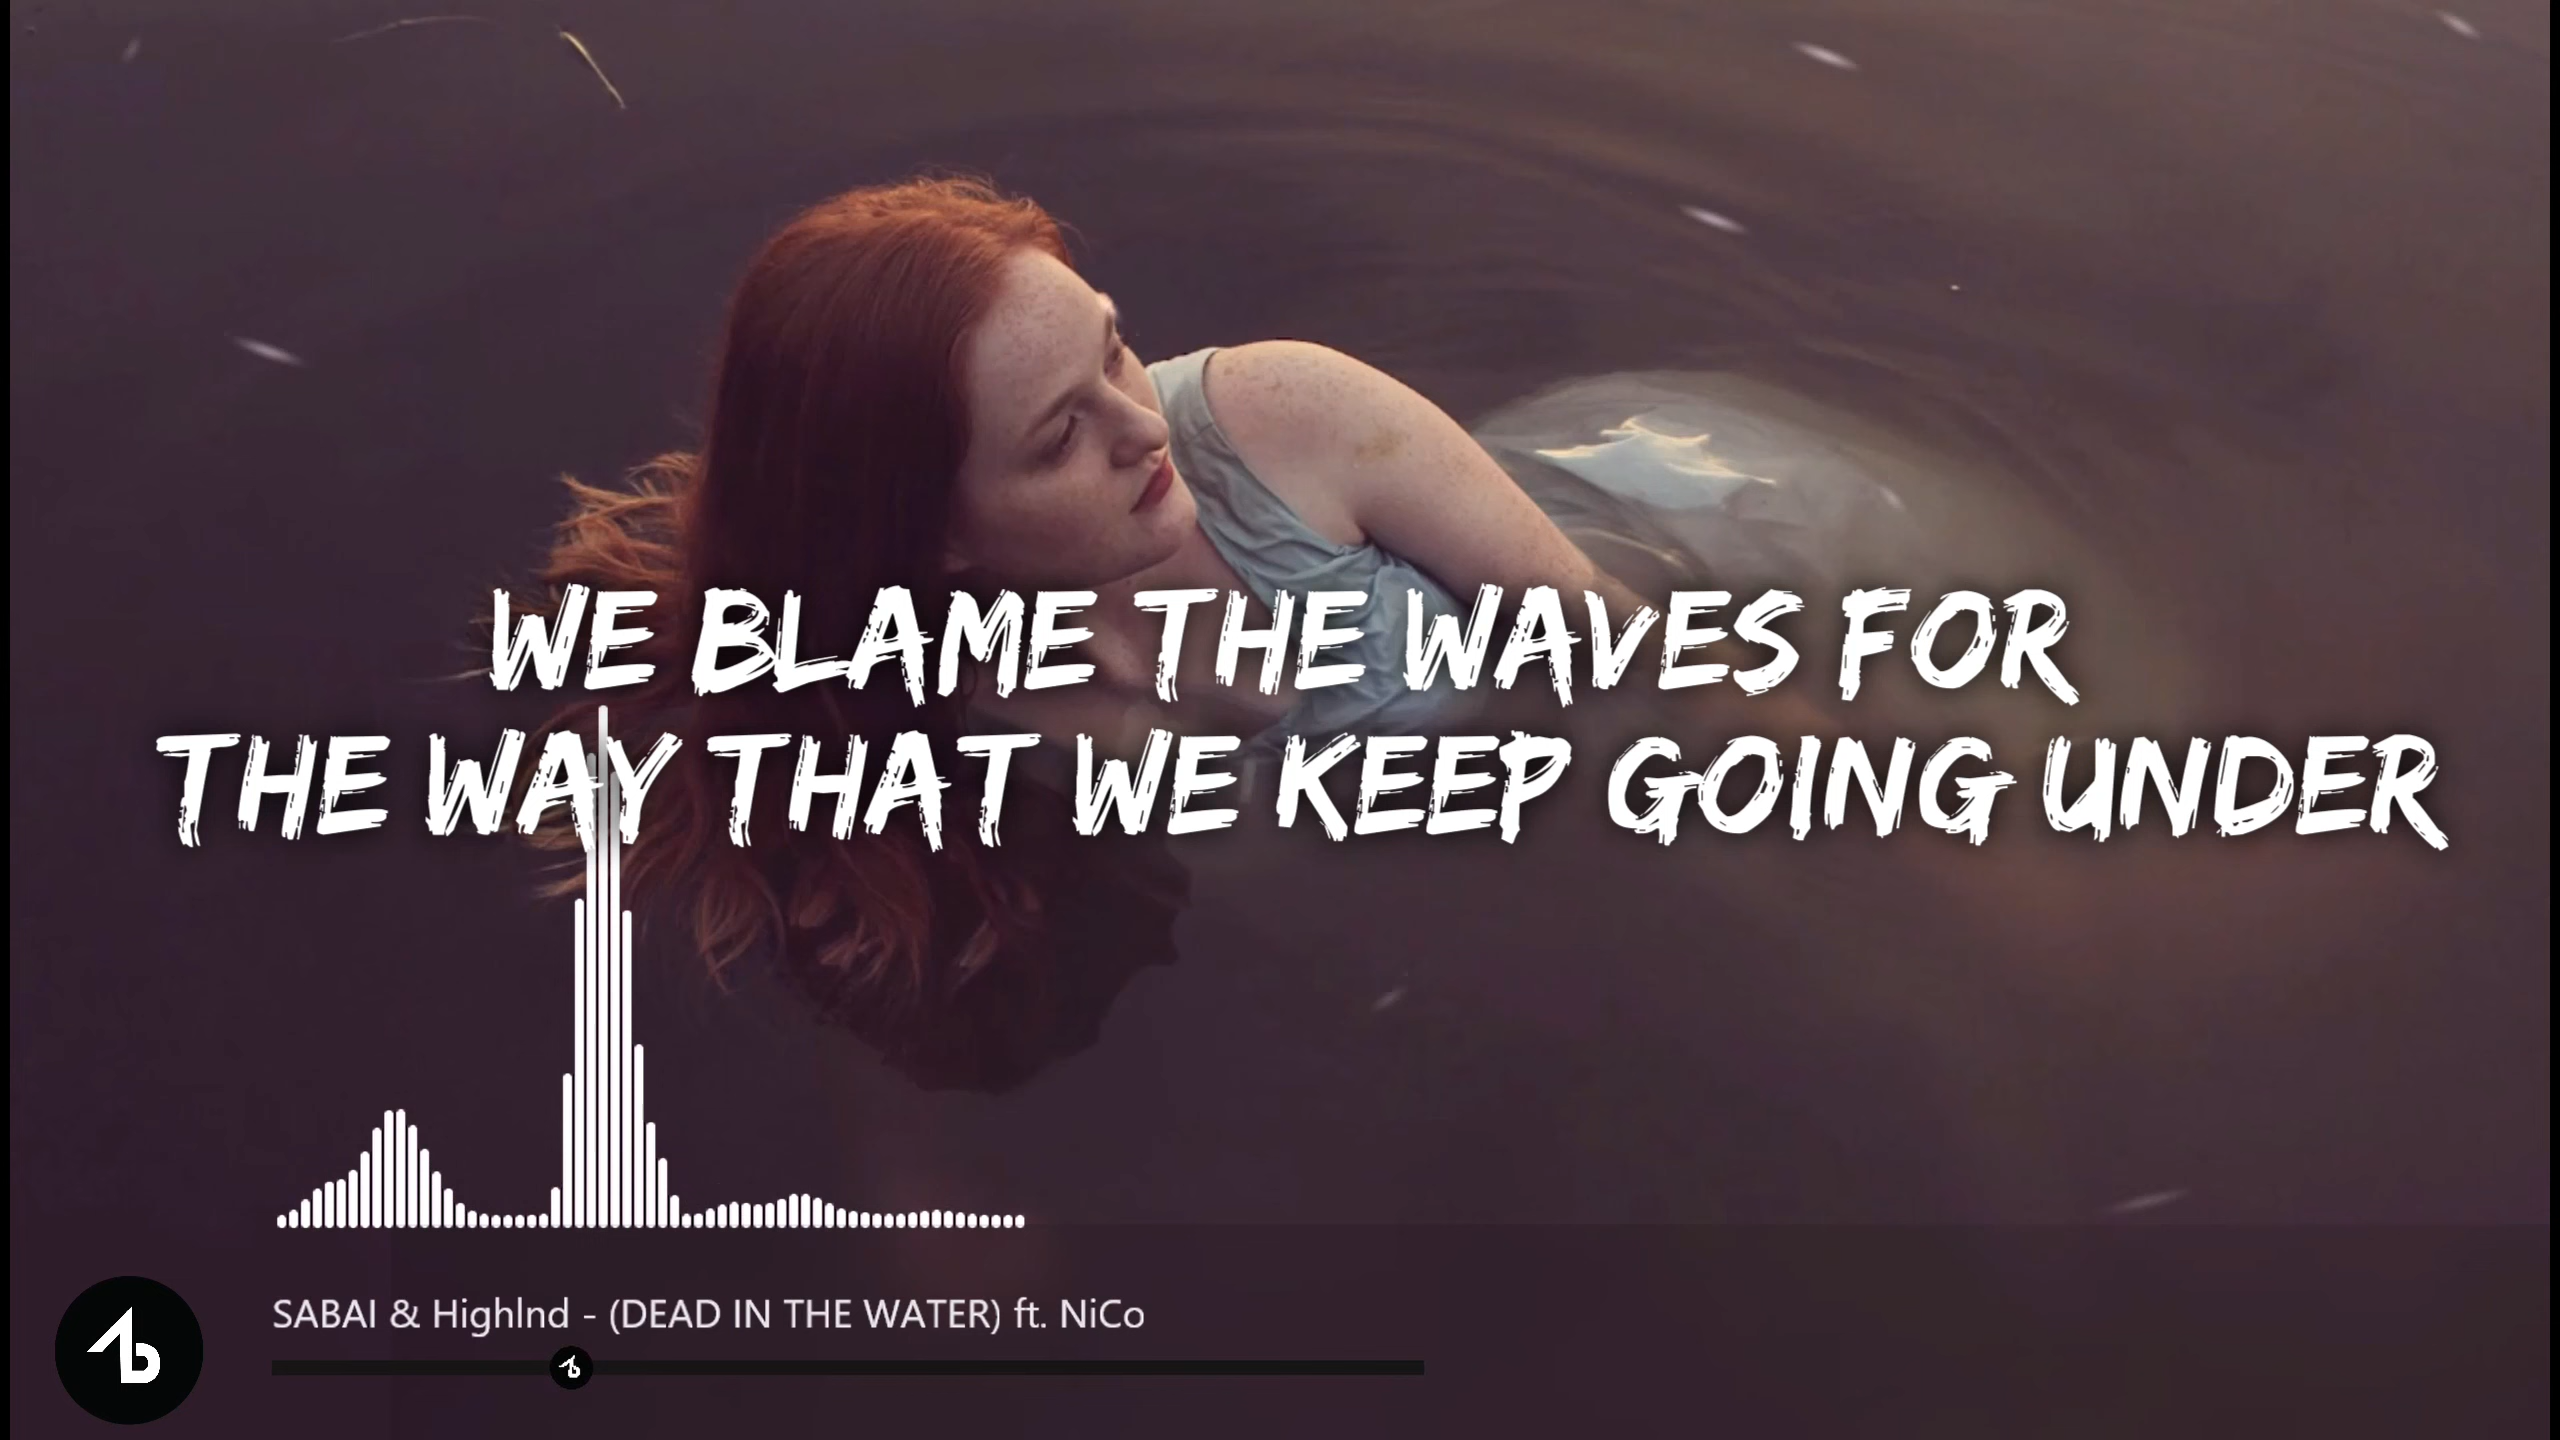 WE BLAME THE WAVES FOR
THE WAY THAT WE KEEP GOING UNDER
SABAI & Highlnd - (DEAD IN THE WATER) ft. NiCo